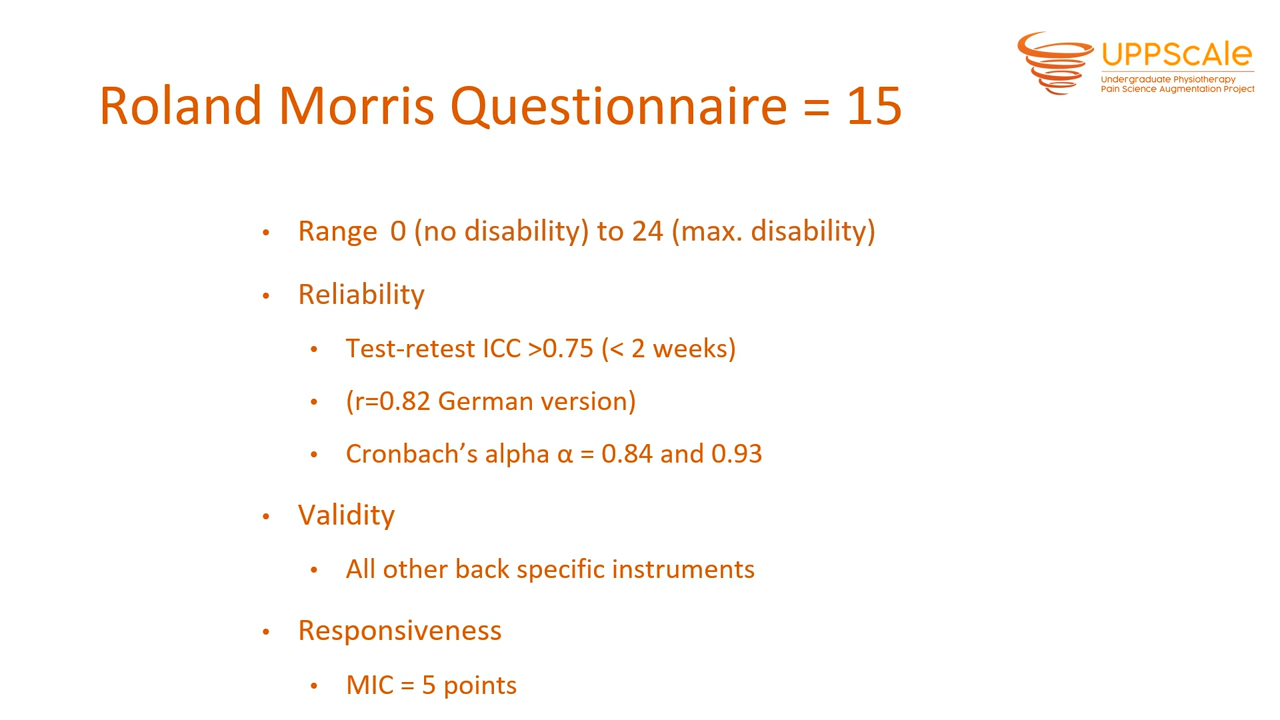 UPPScAle
Undergraduate Physiotherapy
Pain Science Augmentation Project
Roland Morris Questionnaire = 15
• Range 0 (no disability) to 24 (max. disability)
• Reliability
• Test-retest ICC >0.75 (< 2 weeks)
• (r=0.82 German version)
• Cronbach’s alpha α = 0.84 and 0.93
• Validity
• All other back specific instruments
• Responsiveness
• MIC = 5 points